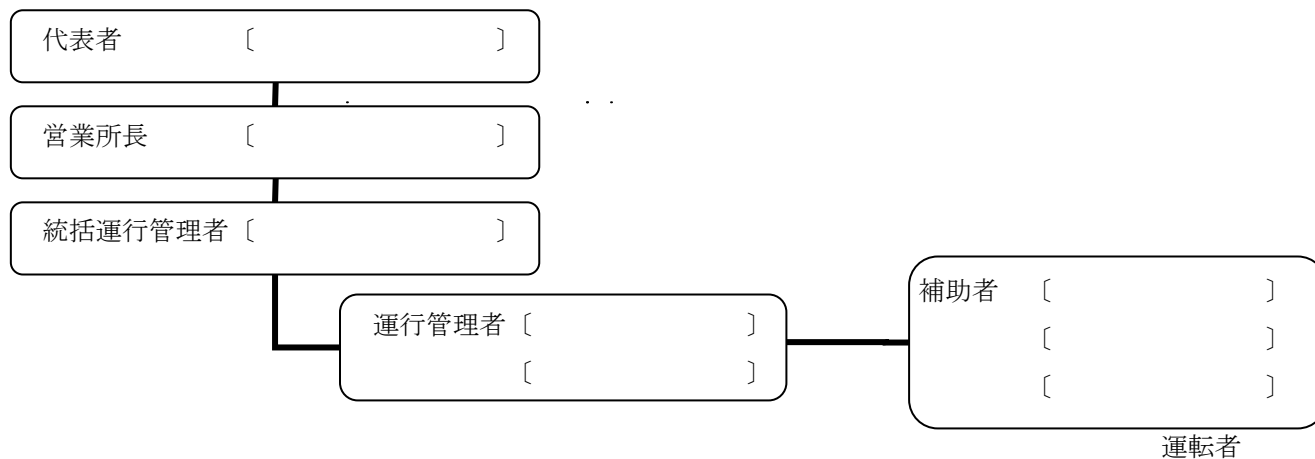 代表者　〔　　　　　　　　〕
営業所長　〔　　　　　　　　〕
統括運行管理者〔　　　　　　　　〕
運行管理者〔　　　　　　　　〕
〔　　　　　　　　〕
補助者　〔　　　　　　　　〕
〔　　　　　　　　〕
〔　　　　　　　　〕
運転者